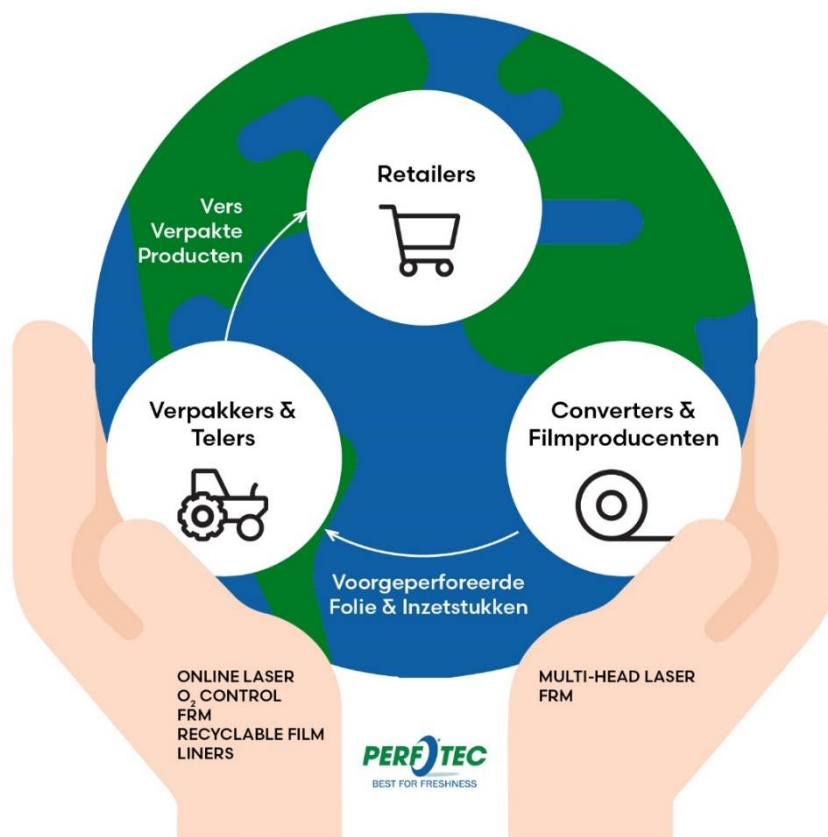 Retailers
Vers
Verpakte
Producten
Verpakkers &
Telers
Converters &
Filmproducenten
Voorgeperforeerde
Folie & Inzetstukken
ONLINE LASER
O₂ CONTROL
FRM
RECYCLABLE FILM
LINERS
MULTI-HEAD LASER
FRM
PERFOTEC
BEST FOR FRESHNESS